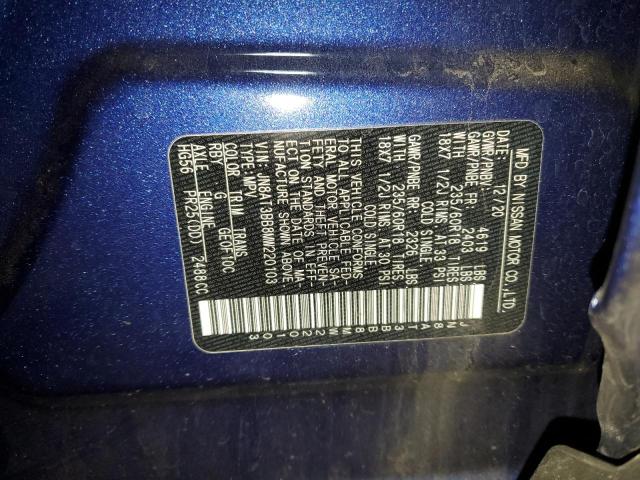 MFD BY NISSAN MOTOR CO., LTD.
DATE: 12/20
GVWR/PNBV: 4619 LBS.
GAWR/PNBE FR: 2403 LBS.
WITH 235/60R18 TIRES
18X7 1/2J RIMS AT 33 PSI
COLD SINGLE
GAWR/PNBE RR: 2326 LBS.
WITH 235/60R18 TIRES
18X7 1/2J RIMS AT 30 PSI
COLD SINGLE
THIS VEHICLE CONFORMS
TO ALL APPLICABLE FED-
ERAL MOTOR VEHICLE SA-
FETY AND THEFT PREVEN-
TION STANDARDS IN EFF-
ECT ON THE DATE OF MA-
NUFACTURE SHOWN ABOVE.
VIN: JN8AT3BB8MW220103
TYPE: MPV
COLOR TRIM TRANS
RBY G GE0F10C
AXLE ENGINE
HG56 PR25(DD) 2488CC
JN8AT3BB8MW220103